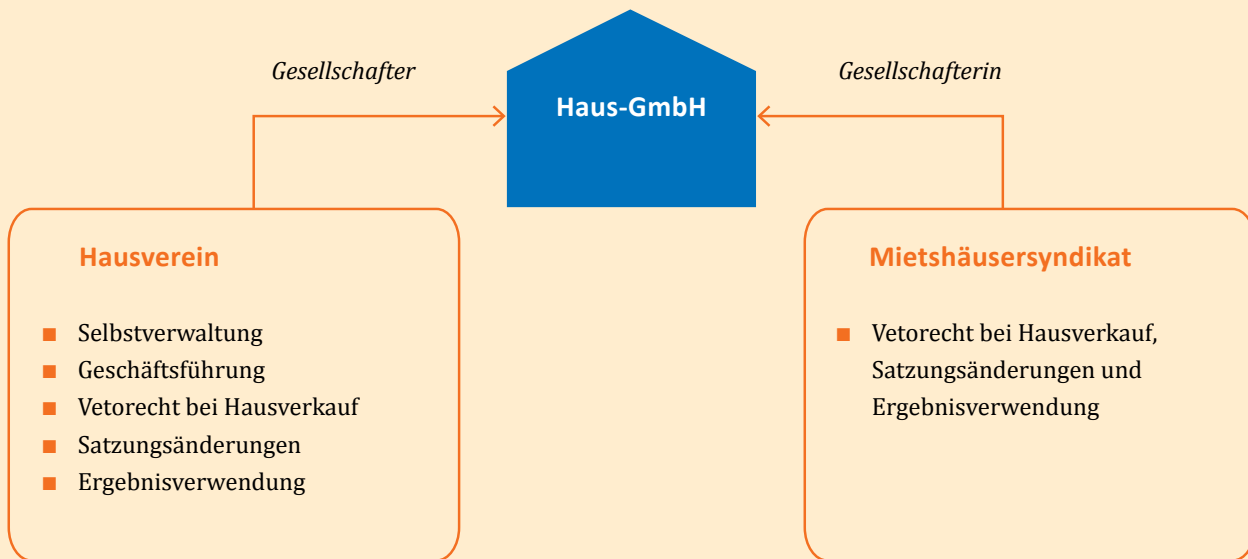 Gesellschafter
Haus-GmbH
Gesellschafterin
Hausverein
Selbstverwaltung
Geschäftsführung
Vetorecht bei Hausverkauf
Satzungsänderungen
Ergebnisverwendung
Mietshäusersyndikat
Vetorecht bei Hausverkauf,
Satzungsänderungen und
Ergebnisverwendung